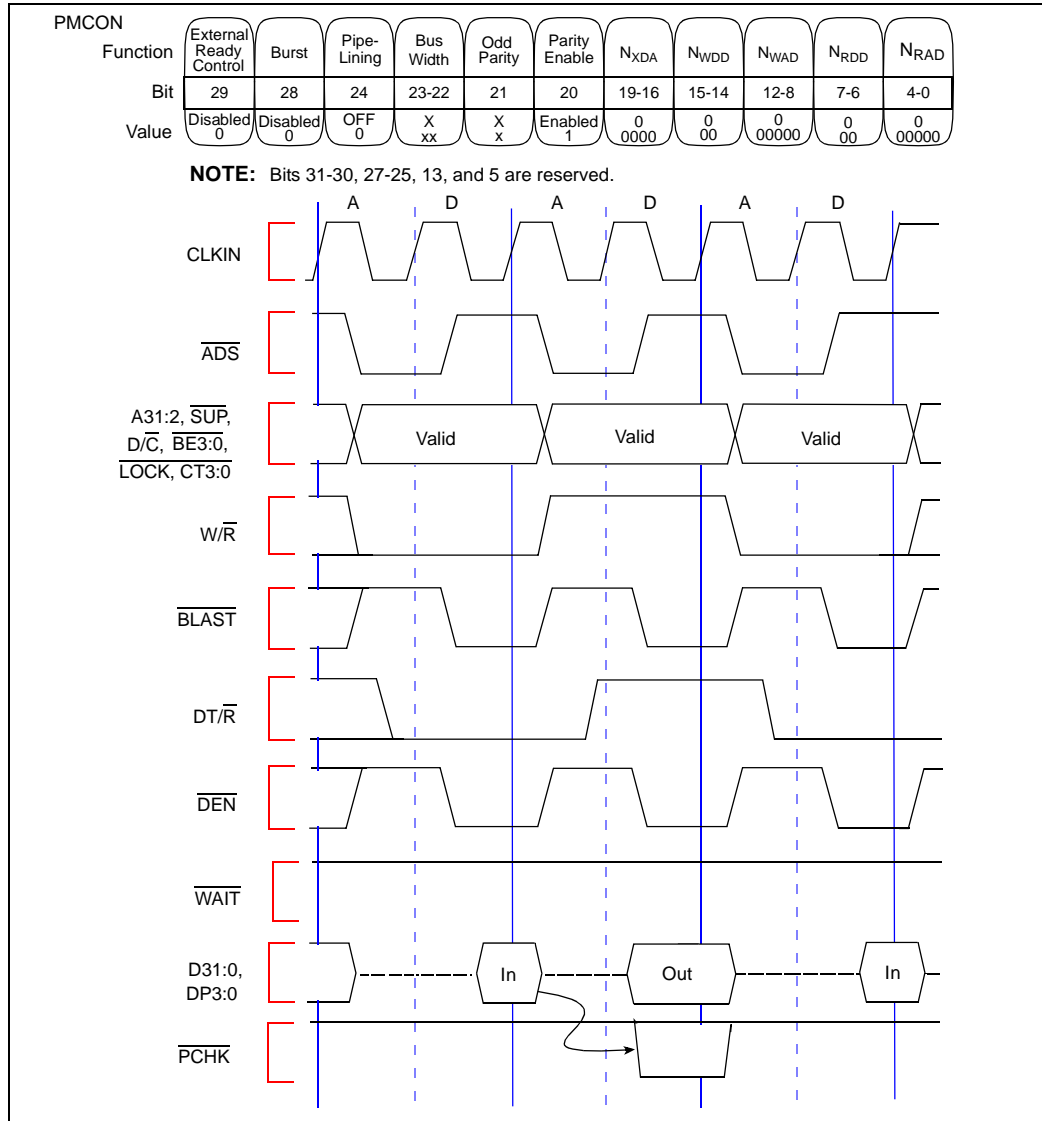 PMCON
Function External Ready Control Burst Pipe-Lining Bus Width Odd Parity Parity Enable NXDA NWDD NWAD NRDD NRAD
Bit 29 28 24 23-22 21 20 19-16 15-14 12-8 7-6 4-0
Value Disabled 0 Disabled 0 OFF 0 X xx X x Enabled 1 0 0000 0 00 0 00000 0 00 0 00000
NOTE: Bits 31-30, 27-25, 13, and 5 are reserved.
A D A D A D
CLKIN
ADS
A31:2, SUP,
D/C, BE3:0,
LOCK, CT3:0
Valid Valid Valid
W/R
BLAST
DT/R
DEN
WAIT
D31:0,
DP3:0
In Out In
PCHK